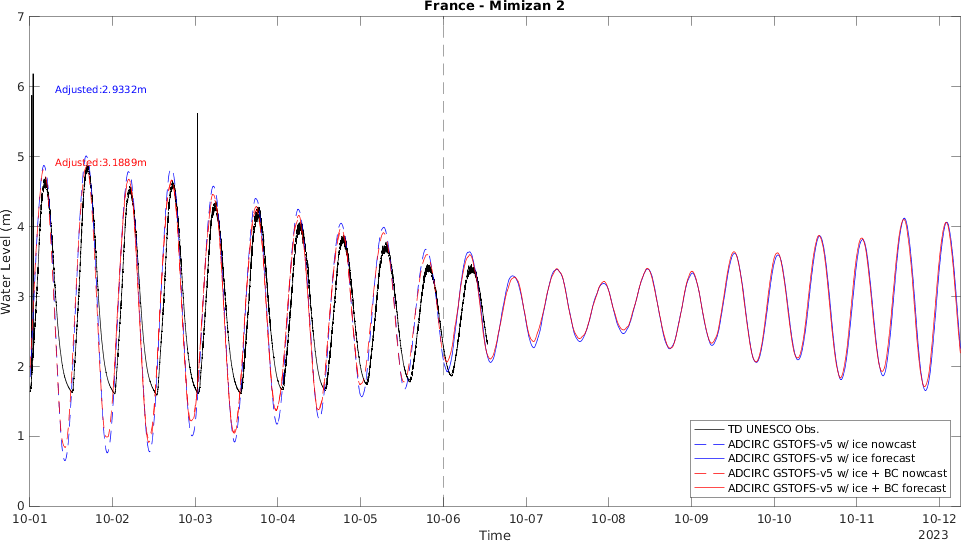 France - Mimizan 2
7
6
5
4
3
2
1
0
Water Level (m)
Adjusted:2.9332m
Adjusted:3.1889m
TD UNESCO Obs.
ADCIRC GSTOFS-v5 w/ ice nowcast
ADCIRC GSTOFS-v5 w/ ice forecast
ADCIRC GSTOFS-v5 w/ ice + BC nowcast
ADCIRC GSTOFS-v5 w/ ice + BC forecast
10-01 10-02 10-03 10-04 10-05 10-06 10-07 10-08 10-09 10-10 10-11 10-12
Time
2023